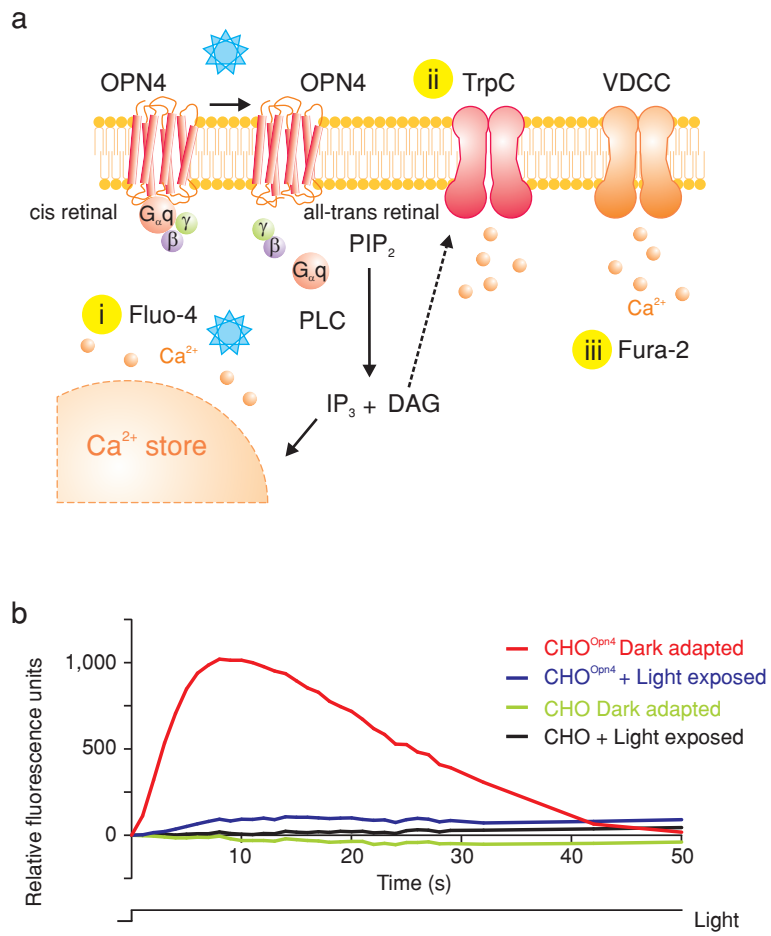 a
OPN4
OPN4
ii TrpC
VDCC
cis retinal
all-trans retinal
Gαq
γ
β
γ
β
Gαq
PIP₂
PLC
IP₃ + DAG
Ca²⁺
i Fluo-4
Ca²⁺
iii Fura-2
Ca²⁺ store
b
Relative fluorescence units
1,000
500
0
10
20
30
40
50
Time (s)
CHOᴼᵖⁿ⁴ Dark adapted
CHOᴼᵖⁿ⁴ + Light exposed
CHO Dark adapted
CHO + Light exposed
Light